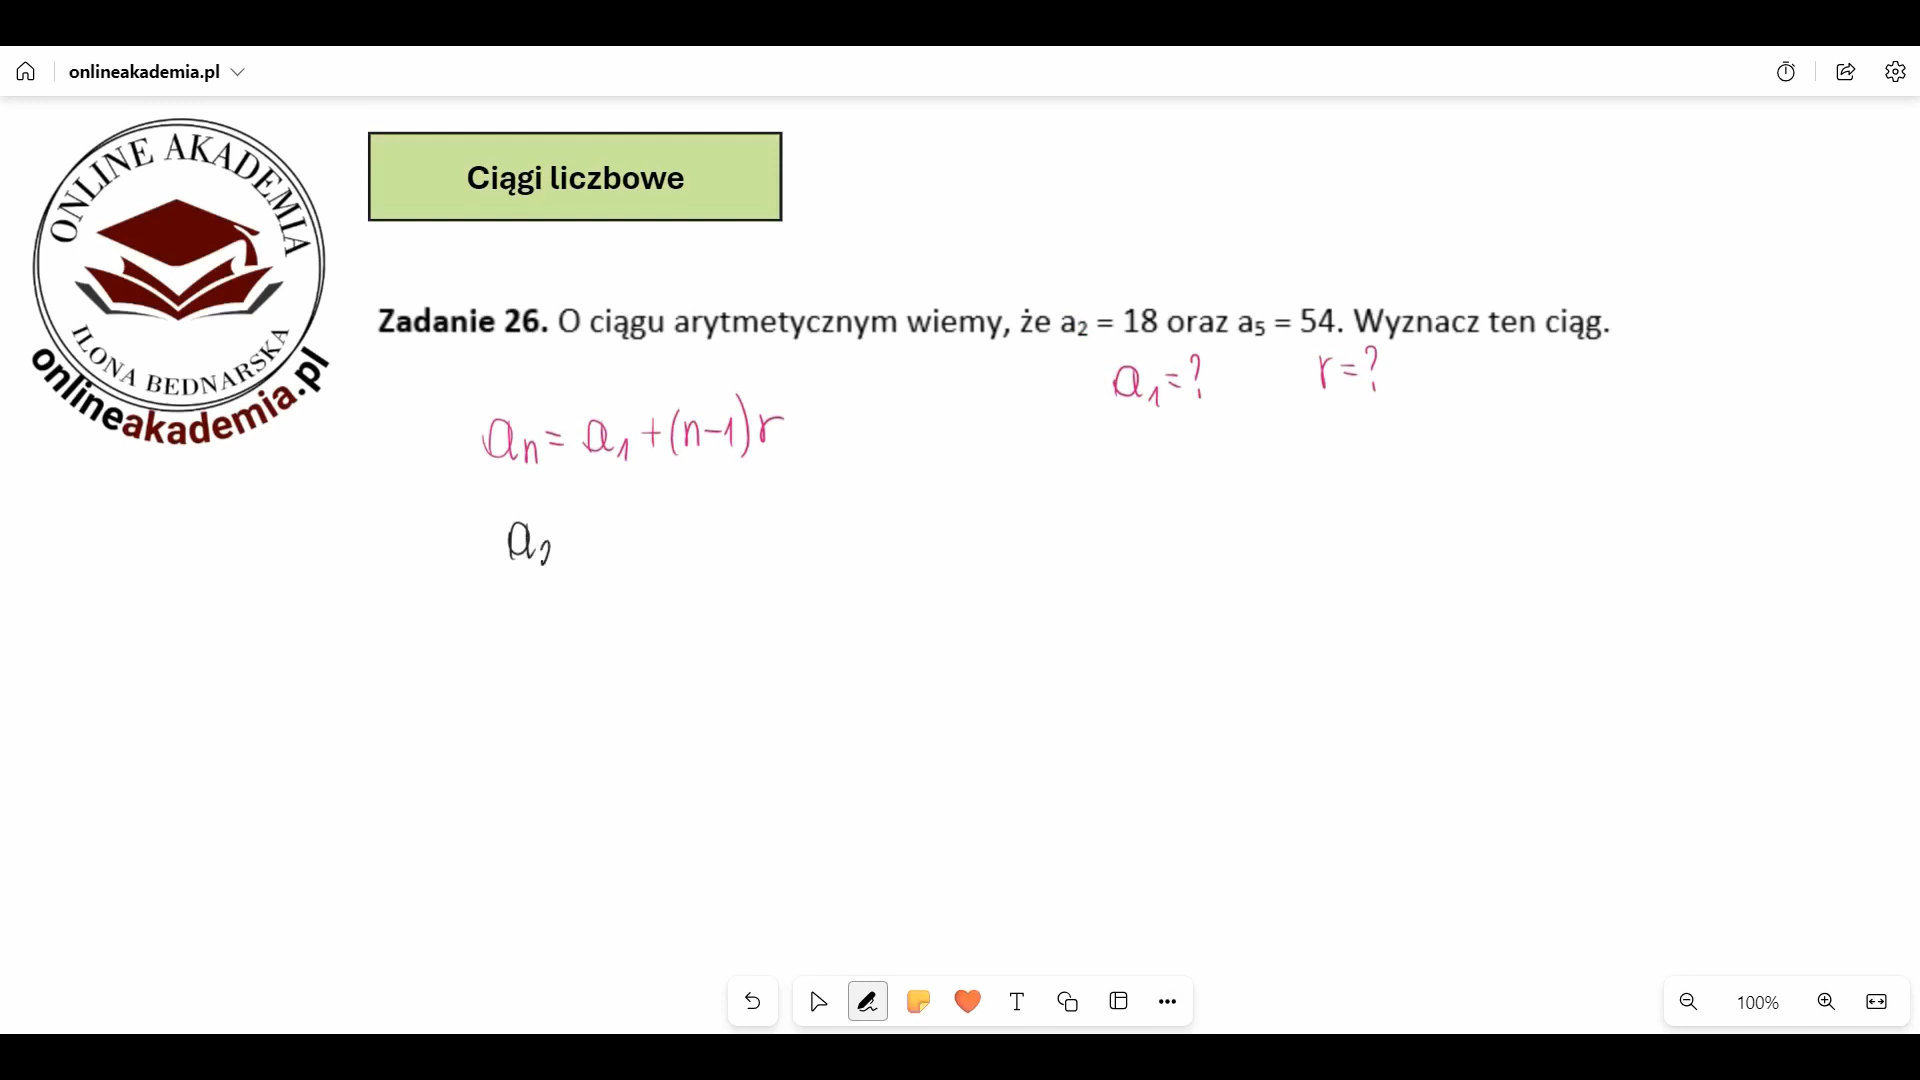 onlineakademia.pl
ONLINE AKADEMIA
ILONA BEDNARSKA
onlineakademia.pl
Ciągi liczbowe
Zadanie 26. O ciągu arytmetycznym wiemy, że a₂ = 18 oraz a₅ = 54. Wyznacz ten ciąg.
a₁=? r=?
aₙ= a₁+(n-1)r
a₂
T
100%